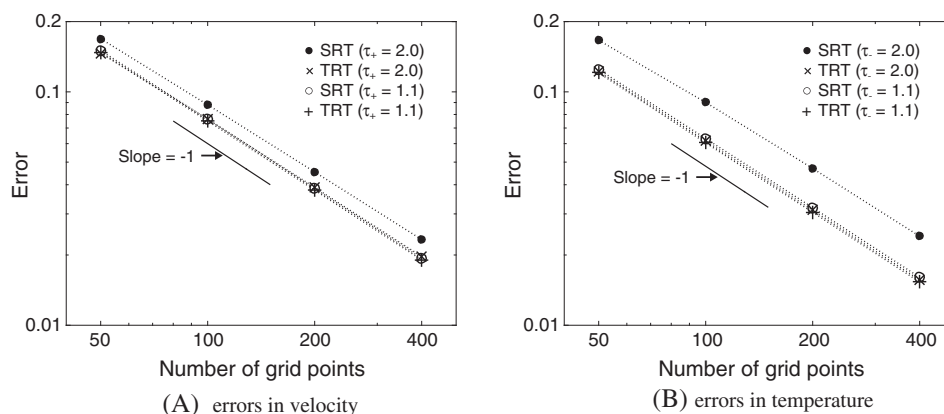 0.2
0.1
0.01
Error
SRT (τ+ = 2.0)
TRT (τ+ = 2.0)
SRT (τ+ = 1.1)
TRT (τ+ = 1.1)
Slope = -1
50 100 200 400
Number of grid points
(A) errors in velocity
0.2
0.1
0.01
Error
SRT (τ- = 2.0)
TRT (τ- = 2.0)
SRT (τ- = 1.1)
TRT (τ- = 1.1)
Slope = -1
50 100 200 400
Number of grid points
(B) errors in temperature